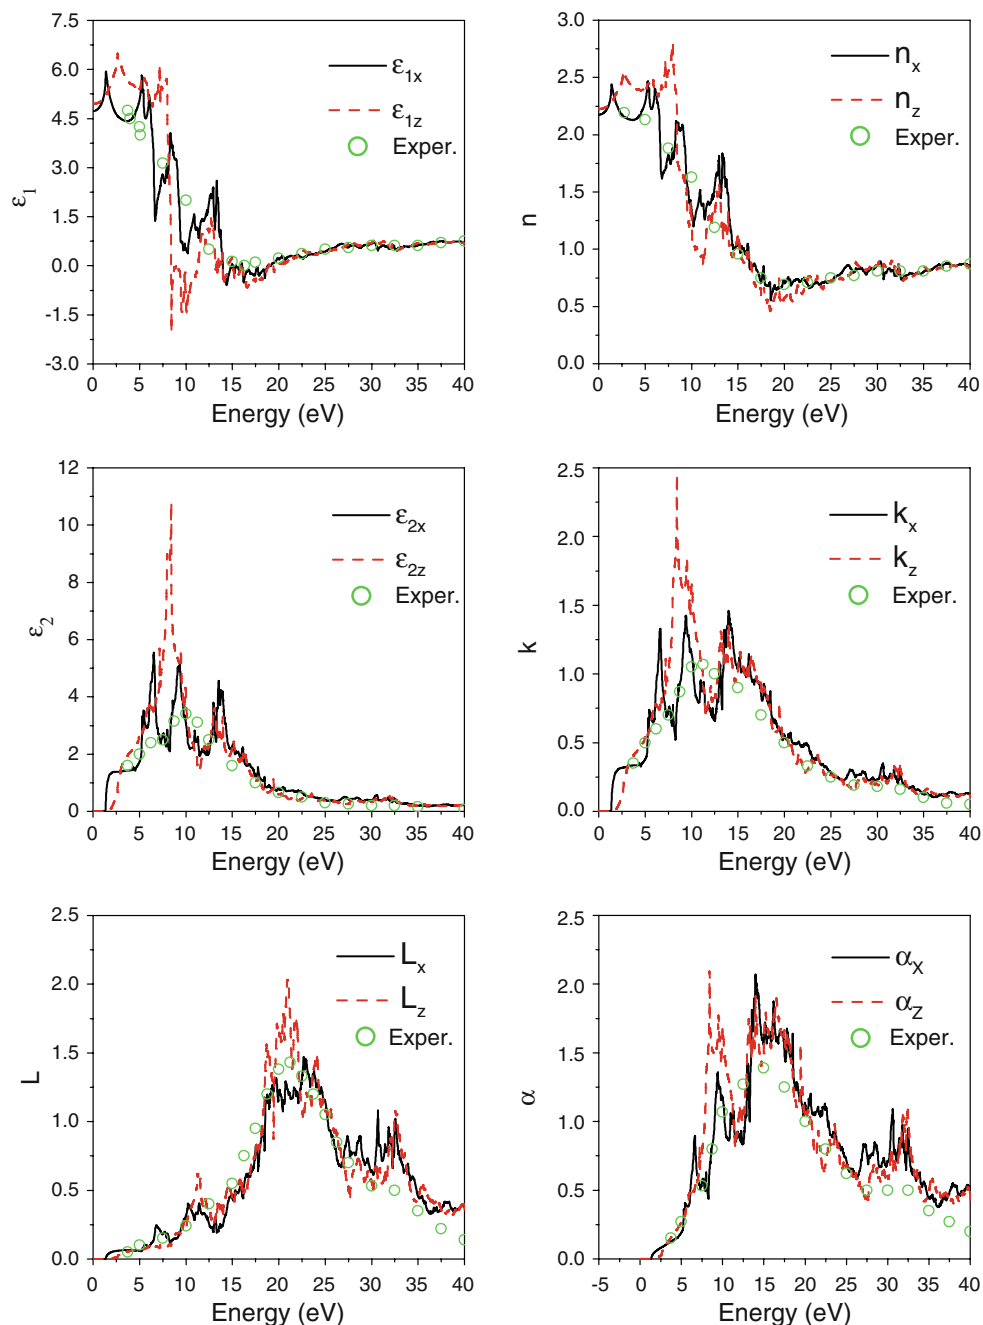 7.5
6.0
4.5
3.0
1.5
0.0
-1.5
-3.0
ε1
ε1x
ε1z
Exper.
0 5 10 15 20 25 30 35 40
Energy (eV)
3.0
2.5
2.0
1.5
1.0
0.5
0.0
n
nx
nz
Exper.
0 5 10 15 20 25 30 35 40
Energy (eV)
12
10
8
6
4
2
0
ε2
ε2x
ε2z
Exper.
0 5 10 15 20 25 30 35 40
Energy (eV)
2.5
2.0
1.5
1.0
0.5
0.0
k
kx
kz
Exper.
0 5 10 15 20 25 30 35 40
Energy (eV)
2.5
2.0
1.5
1.0
0.5
0.0
L
Lx
Lz
Exper.
0 5 10 15 20 25 30 35 40
Energy (eV)
2.5
2.0
1.5
1.0
0.5
0.0
α
αX
αZ
Exper.
-5 0 5 10 15 20 25 30 35 40
Energy (eV)